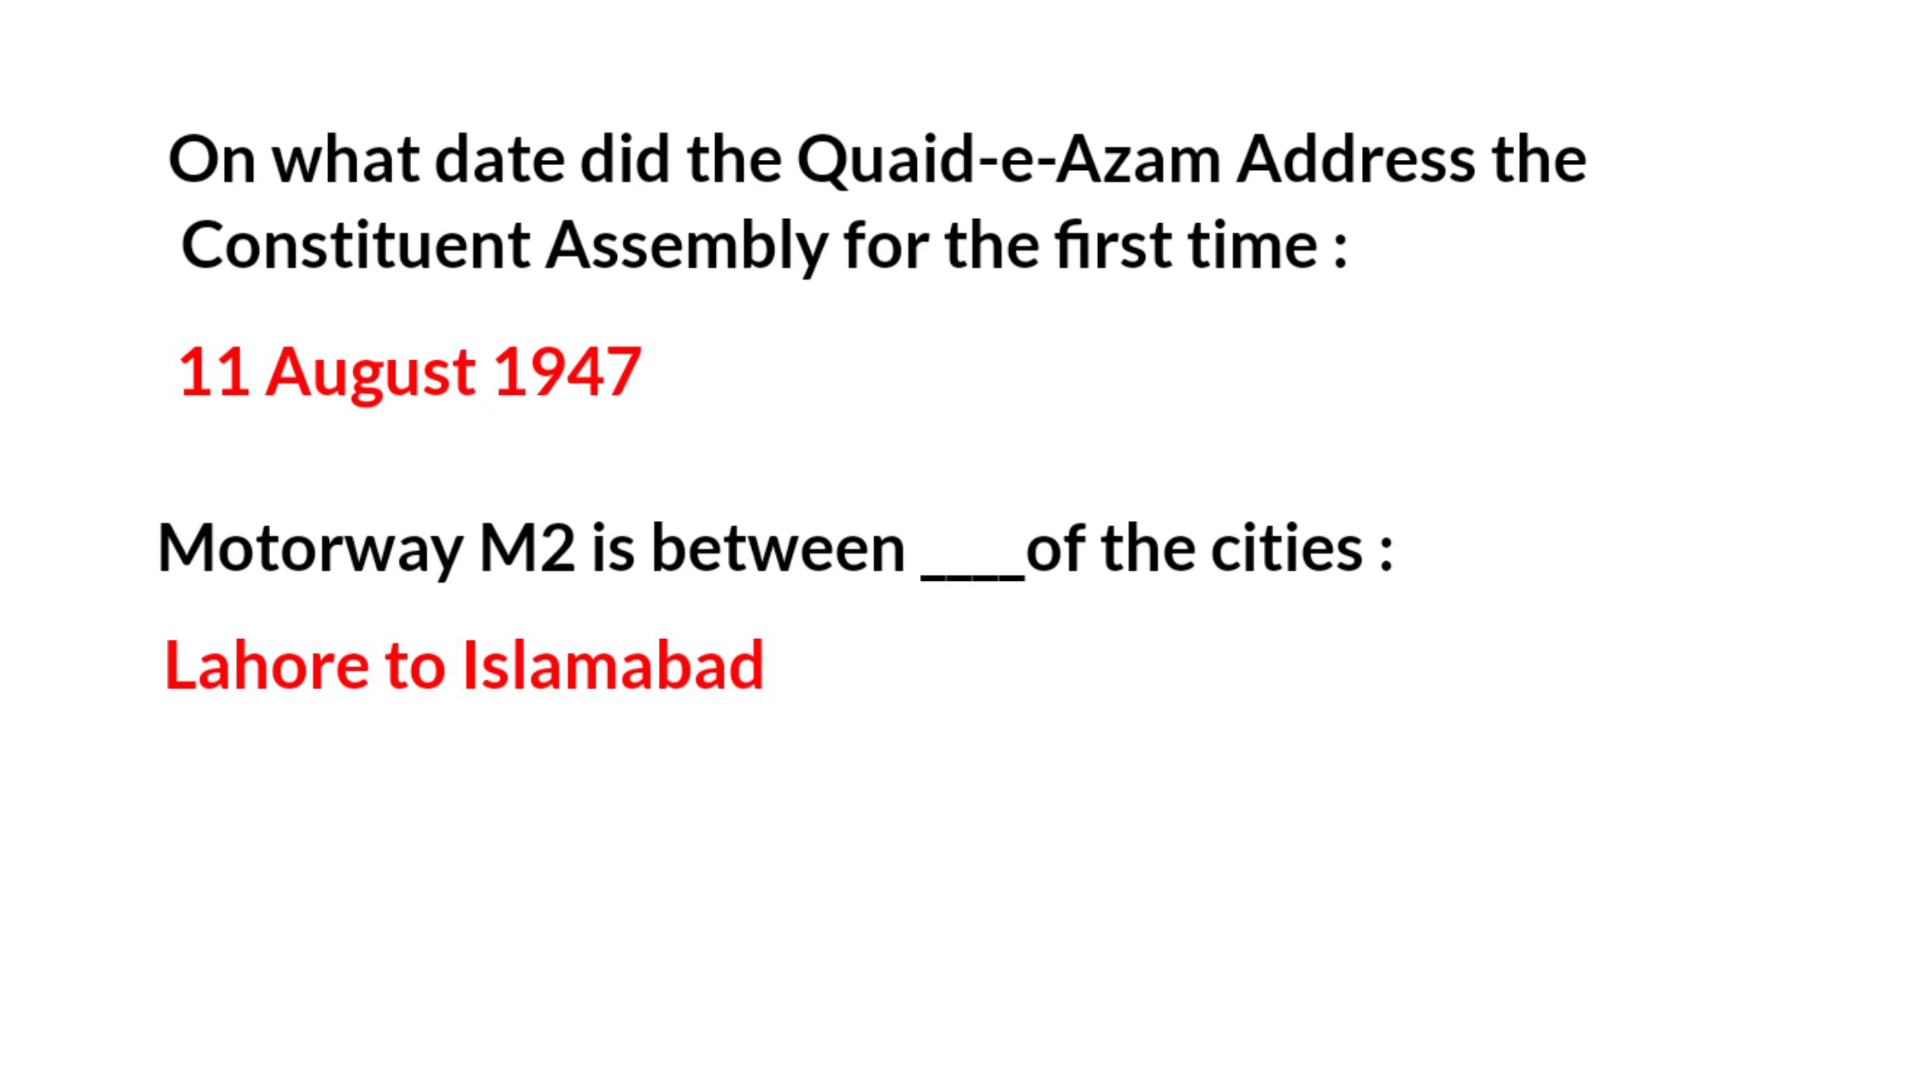 On what date did the Quaid-e-Azam Address the
Constituent Assembly for the first time :
11 August 1947
Motorway M2 is between ____of the cities :
Lahore to Islamabad